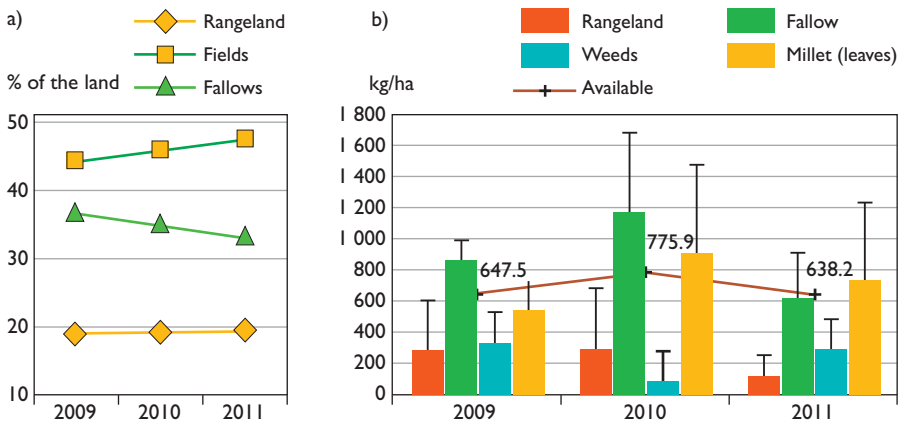 a)
Rangeland
Fields
Fallows
% of the land
50
40
30
20
10
2009 2010 2011
b)
Rangeland Fallow
Weeds Millet (leaves)
Available
kg/ha
1 800
1 600
1 400
1 200
1 000
800
600
400
200
0
647.5
775.9
638.2
2009 2010 2011